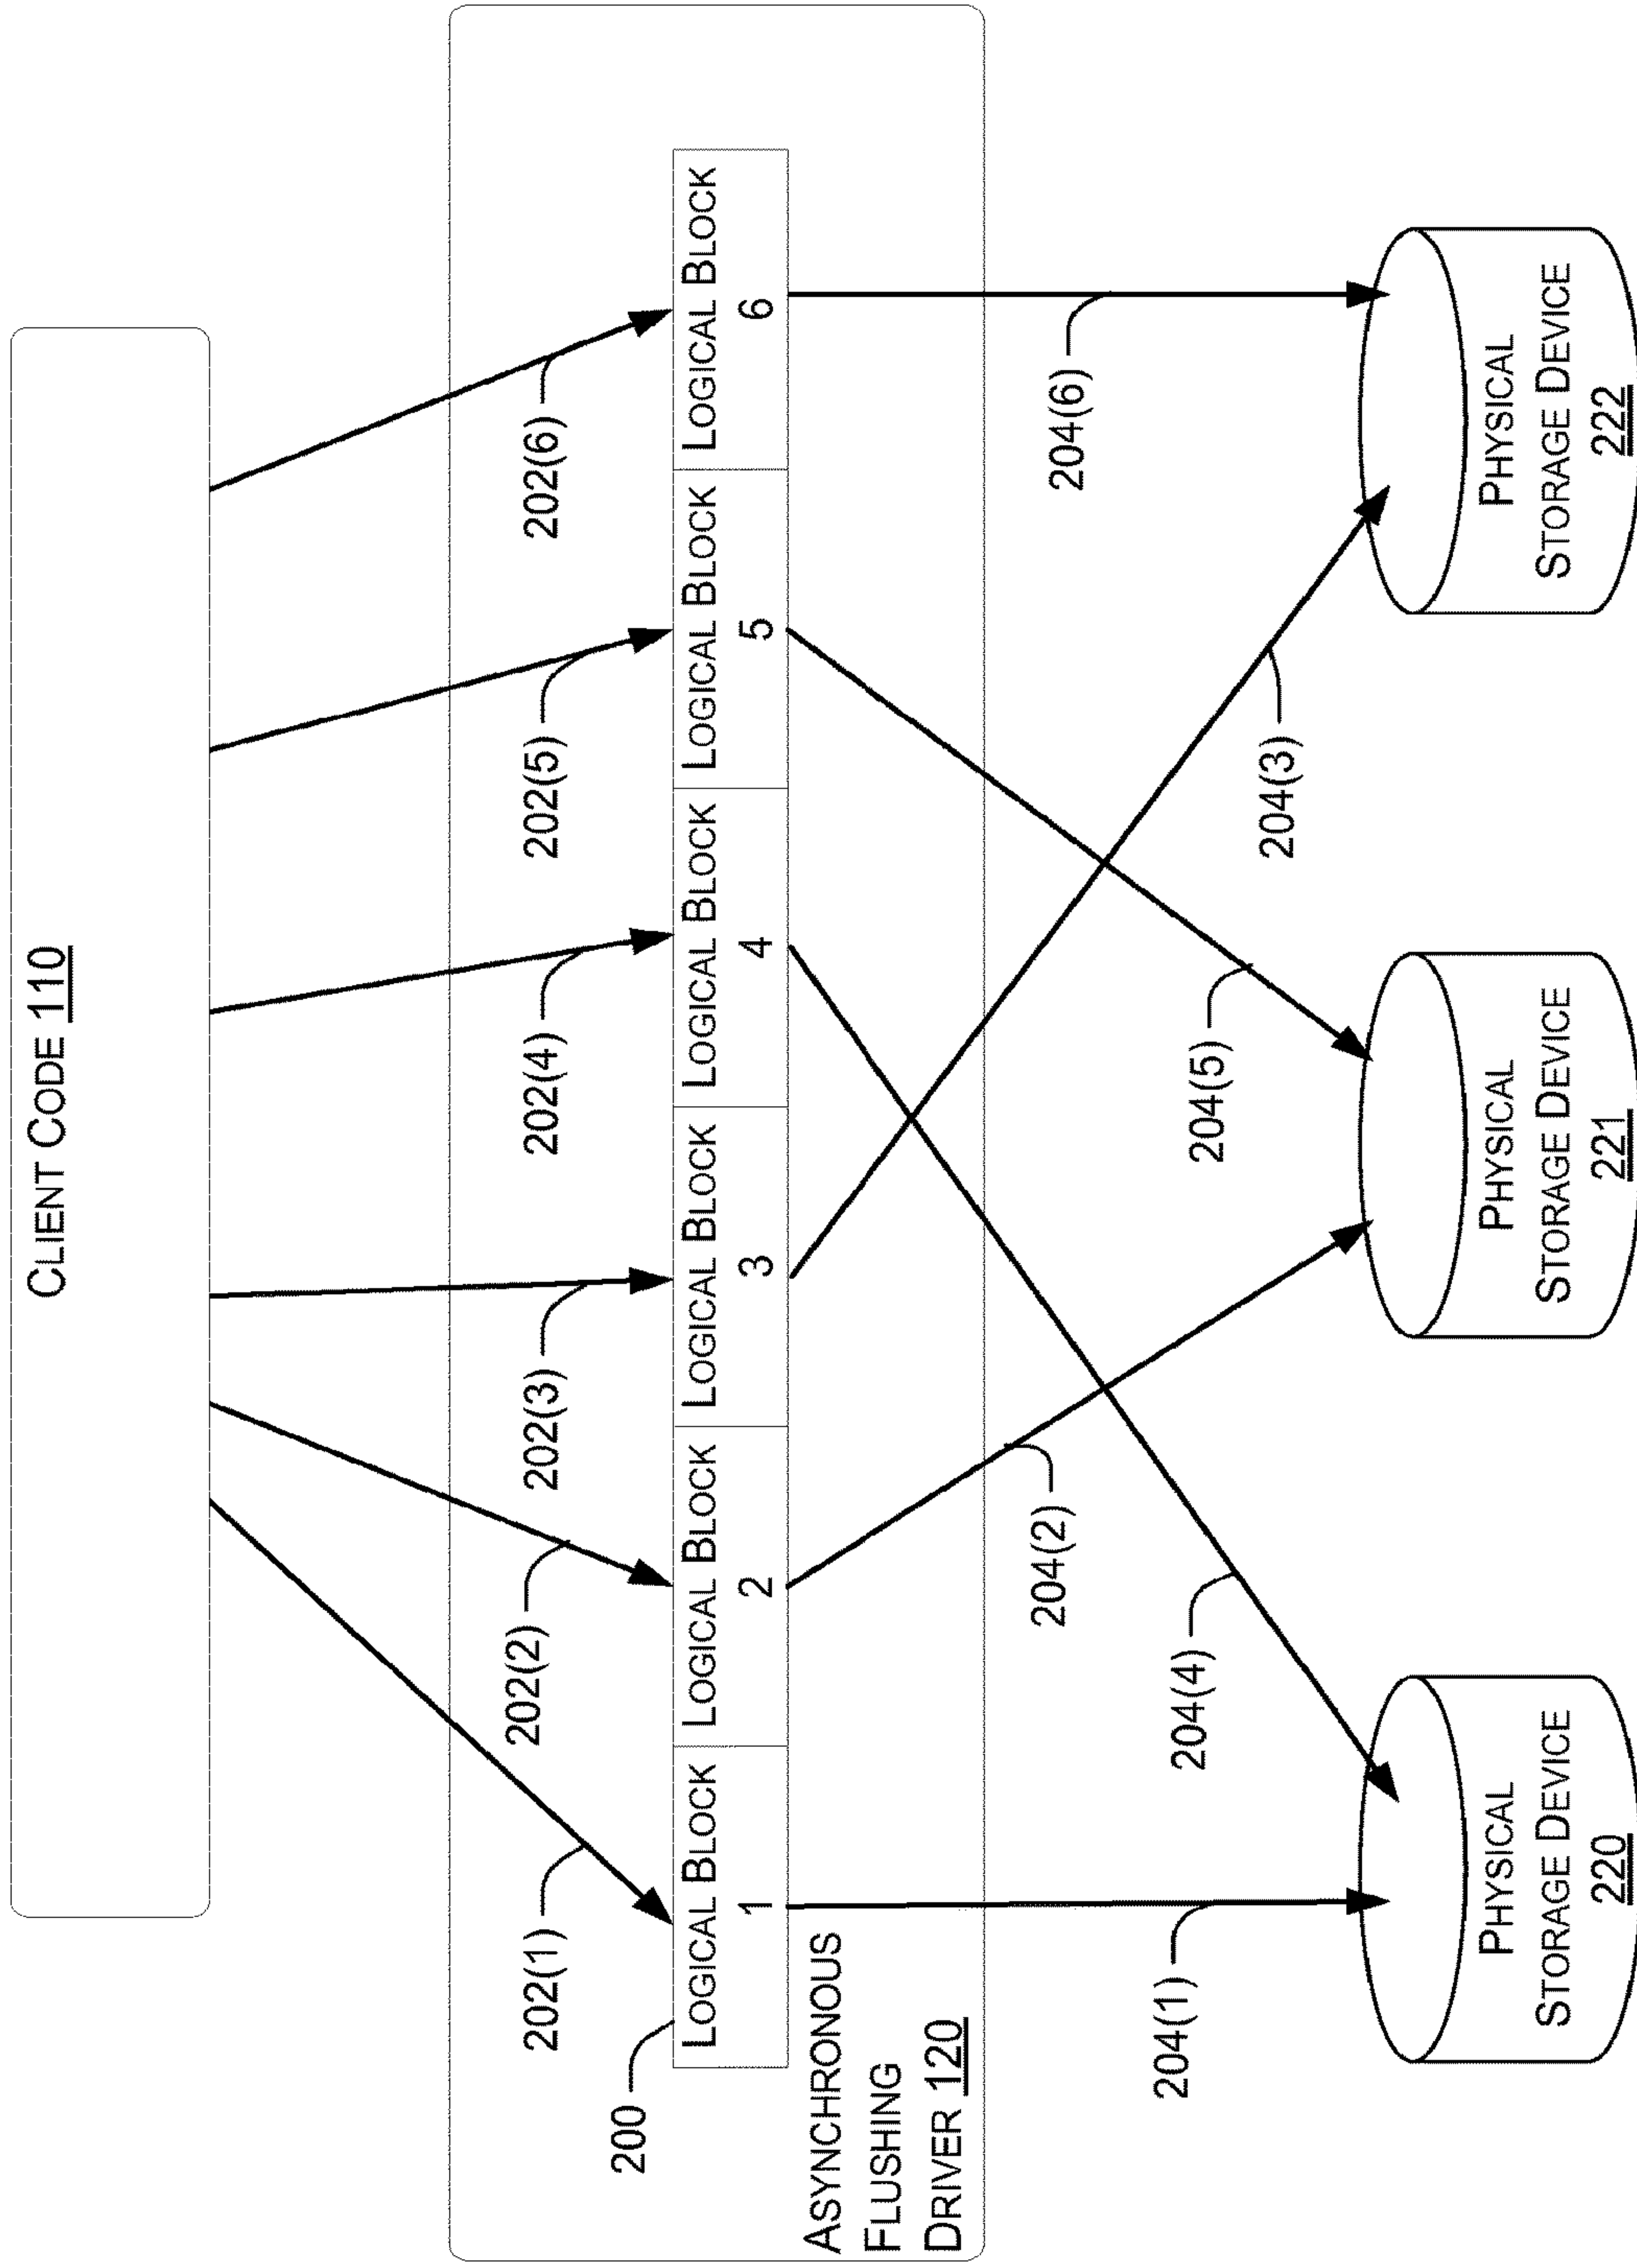 CLIENT CODE 110
202(1)
202(2)
202(3)
202(4)
202(5)
202(6)
200
LOGICAL BLOCK
1
LOGICAL BLOCK
2
LOGICAL BLOCK
3
LOGICAL BLOCK
4
LOGICAL BLOCK
5
LOGICAL BLOCK
6
ASYNCHRONOUS
FLUSHING
DRIVER 120
204(1)
204(4)
204(2)
204(5)
204(3)
204(6)
PHYSICAL
STORAGE DEVICE
220
PHYSICAL
STORAGE DEVICE
221
PHYSICAL
STORAGE DEVICE
222